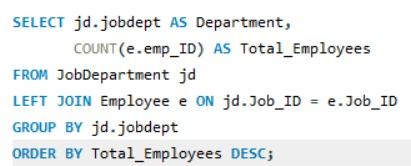 SELECT jd.jobdept AS Department,
COUNT(e.emp_ID) AS Total_Employees
FROM JobDepartment jd
LEFT JOIN Employee e ON jd.Job_ID = e.Job_ID
GROUP BY jd.jobdept
ORDER BY Total_Employees DESC;